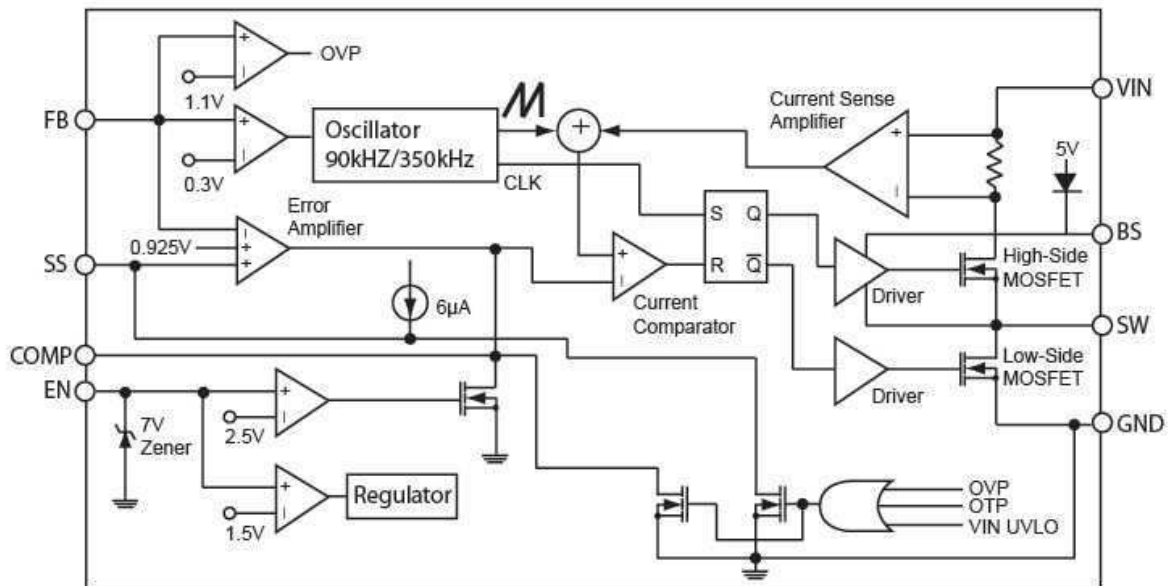 OVP
1.1V
FB
0.3V
Oscillator
90kHZ/350kHz
CLK
+
Current Sense
Amplifier
VIN
5V
BS
Error
Amplifier
0.925V
SS
S Q
R Q̅
Current
Comparator
6µA
Driver
High-Side
MOSFET
SW
COMP
EN
7V
Zener
2.5V
Driver
Low-Side
MOSFET
GND
1.5V
Regulator
OVP
OTP
VIN UVLO